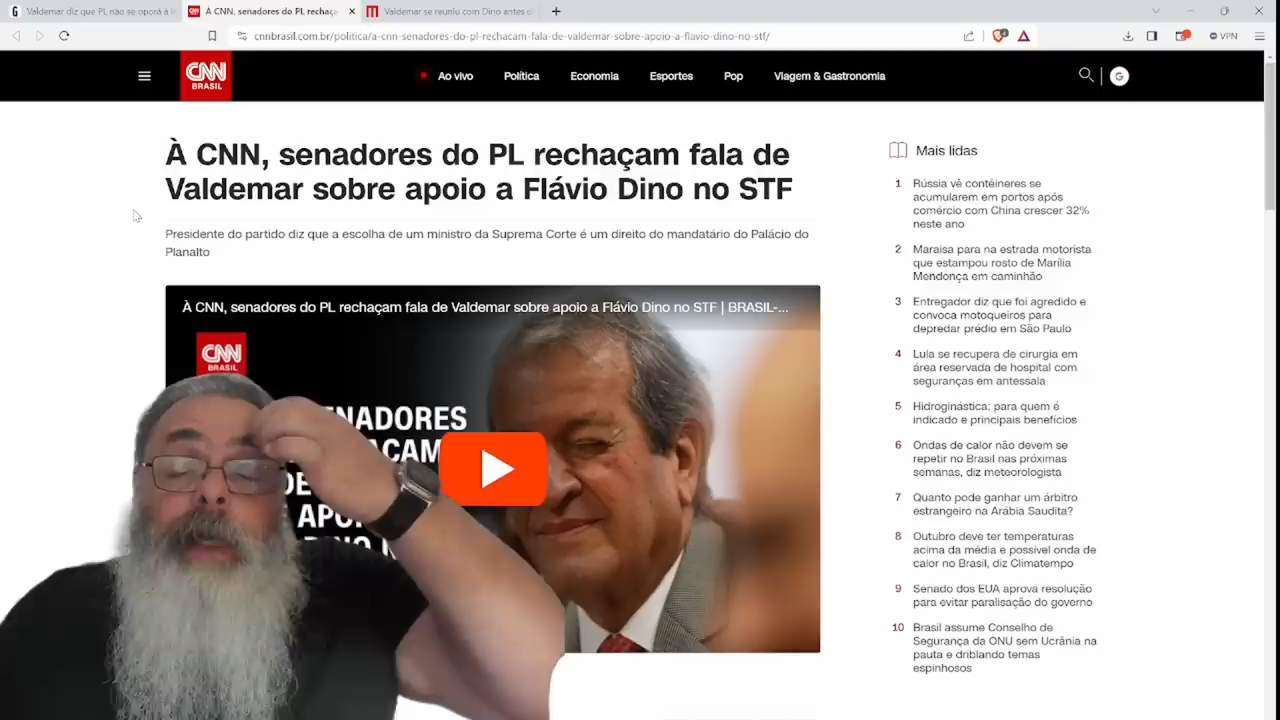 Valdemar diz que PL não se oporá à
À CNN, senadores do PL rechaça
Valdemar se reuniu com Dino antes d
cnnbrasil.com.br/politica/a-cnn-senadores-do-pl-rechacam-fala-de-valdemar-sobre-apoio-a-flavio-dino-no-stf/
VPN
CNN
BRASIL
Ao vivo
Política
Economia
Esportes
Pop
Viagem & Gastronomia
G
À CNN, senadores do PL rechaçam fala de
Valdemar sobre apoio a Flávio Dino no STF
Presidente do partido diz que a escolha de um ministro da Suprema Corte é um direito do mandatário do Palácio do
Planalto
À CNN, senadores do PL rechaçam fala de Valdemar sobre apoio a Flávio Dino no STF | BRASIL-...
CNN
BRASIL
NADORES
AÇAM
DE
APO
Mais lidas
1 Rússia vê contêineres se
acumularem em portos após
comércio com China crescer 32%
neste ano
2 Maraisa para na estrada motorista
que estampou rosto de Marília
Mendonça em caminhão
3 Entregador diz que foi agredido e
convoca motoqueiros para
depredar prédio em São Paulo
4 Lula se recupera de cirurgia em
área reservada de hospital com
seguranças em antessala
5 Hidroginástica: para quem é
indicado e principais benefícios
6 Ondas de calor não devem se
repetir no Brasil nas próximas
semanas, diz meteorologista
7 Quanto pode ganhar um árbitro
estrangeiro na Arábia Saudita?
8 Outubro deve ter temperaturas
acima da média e possível onda de
calor no Brasil, diz Climatempo
9 Senado dos EUA aprova resolução
para evitar paralisação do governo
10 Brasil assume Conselho de
Segurança da ONU sem Ucrânia na
pauta e driblando temas
espinhosos